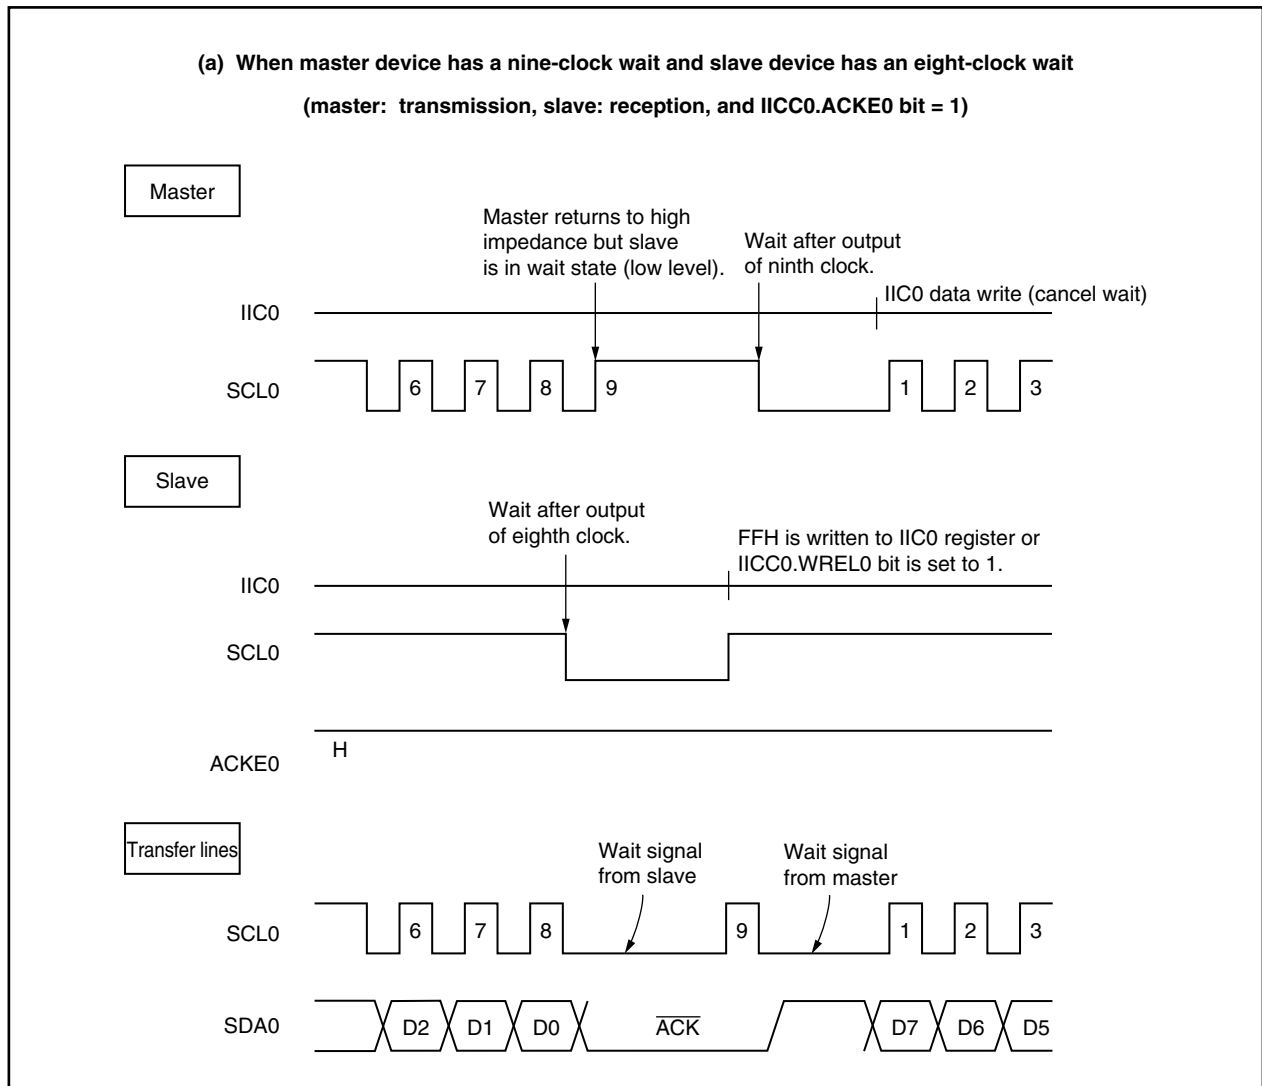 (a) When master device has a nine-clock wait and slave device has an eight-clock wait
(master: transmission, slave: reception, and IICC0.ACKE0 bit = 1)
Master
Master returns to high
impedance but slave
is in wait state (low level).
Wait after output
of ninth clock.
IIC0 data write (cancel wait)
IIC0
SCL0
6 7 8 9 1 2 3
Slave
Wait after output
of eighth clock.
FFH is written to IIC0 register or
IICC0.WREL0 bit is set to 1.
IIC0
SCL0
H
ACKE0
Transfer lines
Wait signal
from slave
Wait signal
from master
SCL0
6 7 8 9 1 2 3
SDA0
D2 D1 D0 ACK D7 D6 D5